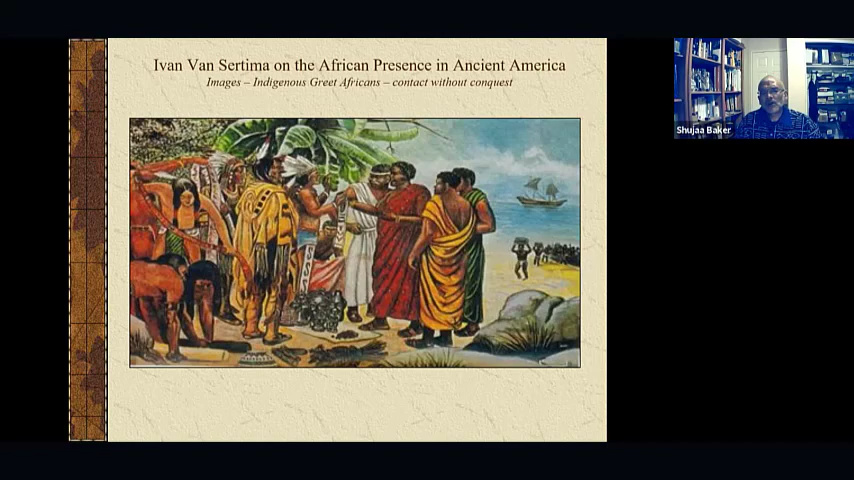 Ivan Van Sertima on the African Presence in Ancient America
Images – Indigenous Greet Africans – contact without conquest
Shujaa Baker